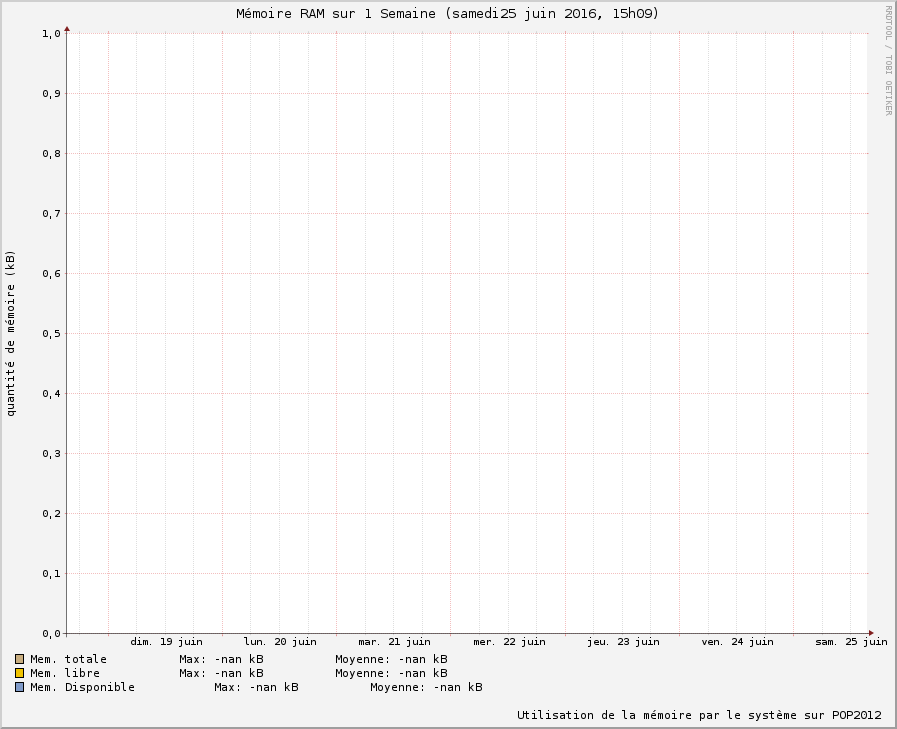 Mémoire RAM sur 1 Semaine (samedi25 juin 2016, 15h09)
RRDTOOL / TOBI OETIKER
quantité de mémoire (kB)
1,0
0,9
0,8
0,7
0,6
0,5
0,4
0,3
0,2
0,1
0,0
dim. 19 juin lun. 20 juin mar. 21 juin mer. 22 juin jeu. 23 juin ven. 24 juin sam. 25 juin
Mem. totale Max: -nan kB Moyenne: -nan kB
Mem. libre Max: -nan kB Moyenne: -nan kB
Mem. Disponible Max: -nan kB Moyenne: -nan kB
Utilisation de la mémoire par le système sur POP2012